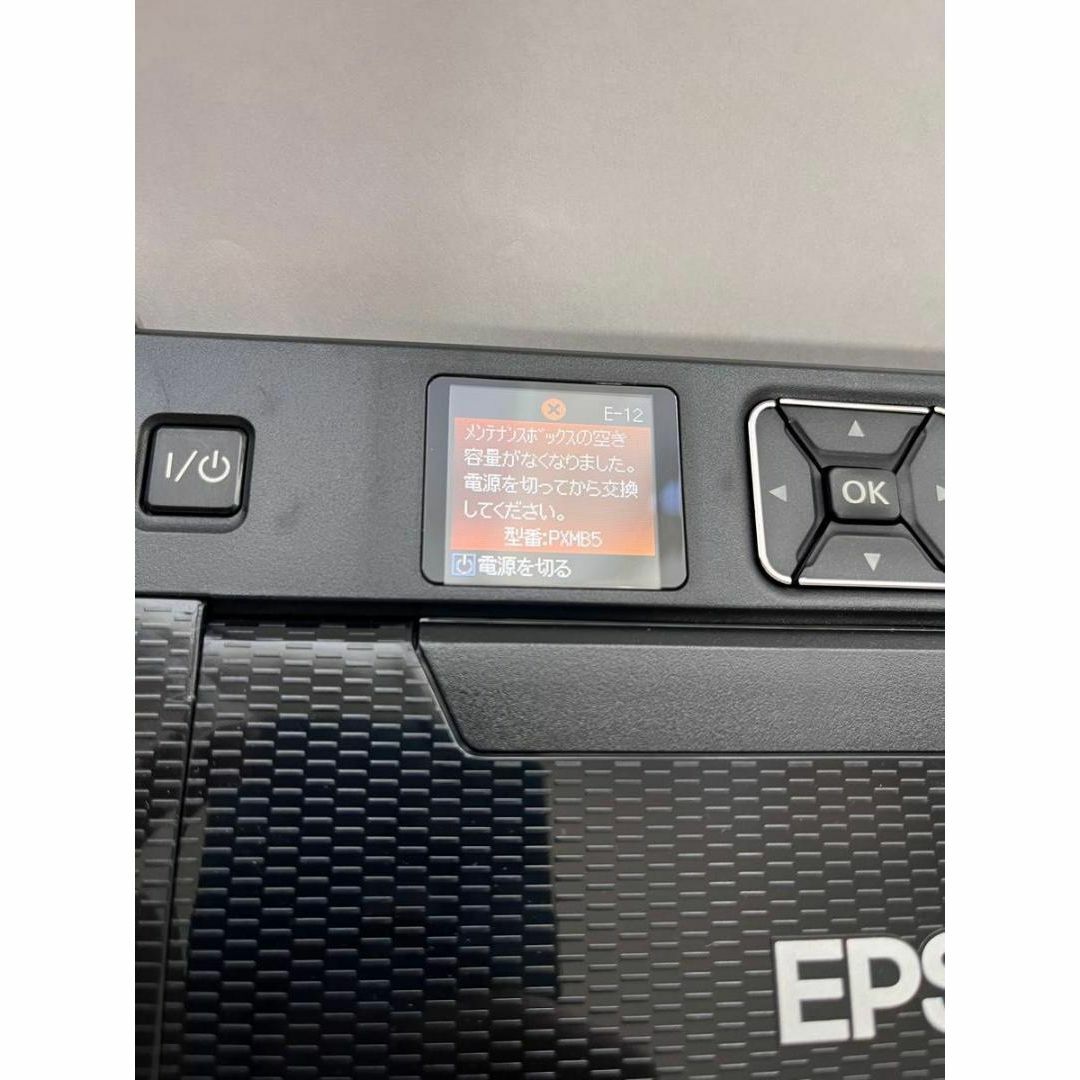 E-12
メンテナンスボックスの空き
容量がなくなりました。
電源を切ってから交換
してください。
型番:PXMB5
電源を切る
OK
EPS